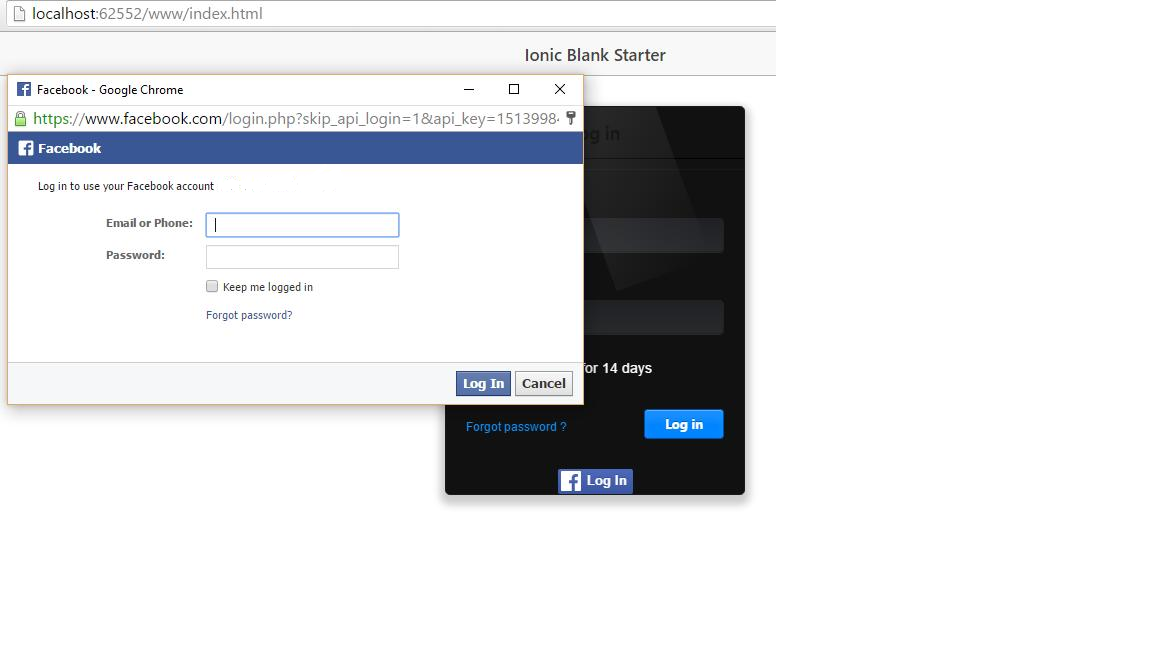 localhost:62552/www/index.html
Ionic Blank Starter
Facebook - Google Chrome
https://www.facebook.com/login.php?skip_api_login=1&api_key=1513998
Facebook
Log in to use your Facebook account
Email or Phone:
Password:
Keep me logged in
Forgot password?
Log In Cancel
g in
for 14 days
Forgot password ?
Log in
Log In